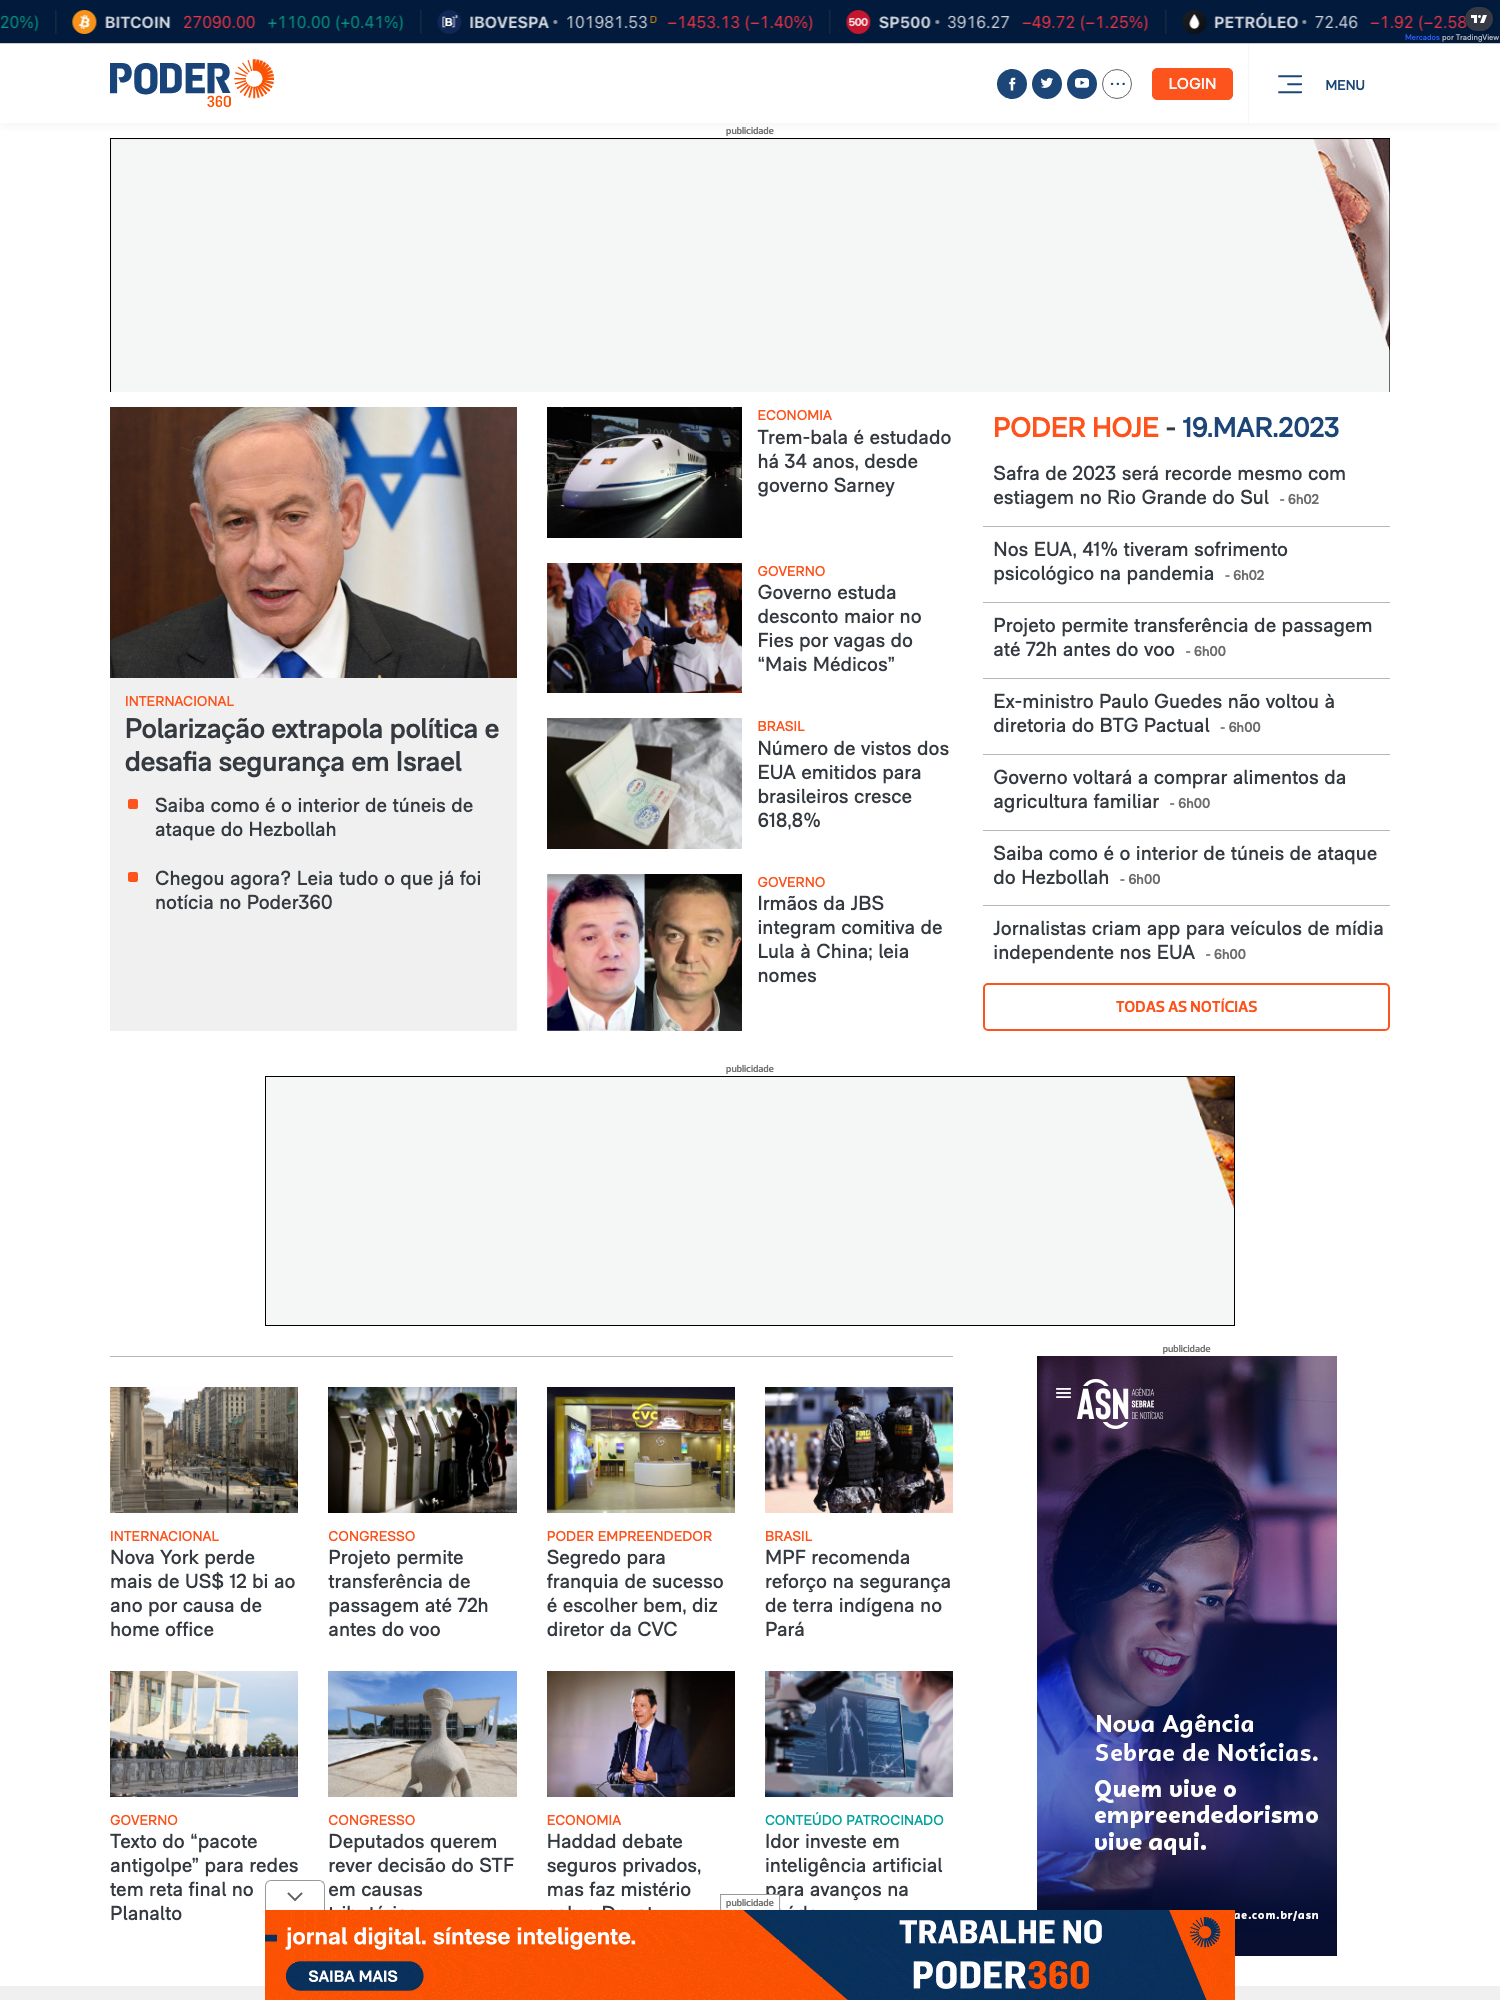 20%)
BITCOIN 27090.00 +110.00 (+0.41%)
IBOVESPA 101981.53 D −1453.13 (−1.40%)
500 SP500 3916.27 −49.72 (−1.25%)
PETRÓLEO 72.46 −1.92 (−2.58
Mercados por TradingView
PODER
360
LOGIN
MENU
publicidade
INTERNACIONAL
Polarização extrapola política e
desafia segurança em Israel
Saiba como é o interior de túneis de
ataque do Hezbollah
Chegou agora? Leia tudo o que já foi
notícia no Poder360
ECONOMIA
Trem-bala é estudado
há 34 anos, desde
governo Sarney
GOVERNO
Governo estuda
desconto maior no
Fies por vagas do
“Mais Médicos”
BRASIL
Número de vistos dos
EUA emitidos para
brasileiros cresce
618,8%
GOVERNO
Irmãos da JBS
integram comitiva de
Lula à China; leia
nomes
PODER HOJE - 19.MAR.2023
Safra de 2023 será recorde mesmo com
estiagem no Rio Grande do Sul - 6h02
Nos EUA, 41% tiveram sofrimento
psicológico na pandemia - 6h02
Projeto permite transferência de passagem
até 72h antes do voo - 6h00
Ex-ministro Paulo Guedes não voltou à
diretoria do BTG Pactual - 6h00
Governo voltará a comprar alimentos da
agricultura familiar - 6h00
Saiba como é o interior de túneis de ataque
do Hezbollah - 6h00
Jornalistas criam app para veículos de mídia
independente nos EUA - 6h00
TODAS AS NOTÍCIAS
publicidade
INTERNACIONAL
Nova York perde
mais de US$ 12 bi ao
ano por causa de
home office
CONGRESSO
Projeto permite
transferência de
passagem até 72h
antes do voo
CVC
PODER EMPREENDEDOR
Segredo para
franquia de sucesso
é escolher bem, diz
diretor da CVC
FORÇA
BRASIL
MPF recomenda
reforço na segurança
de terra indígena no
Pará
GOVERNO
Texto do “pacote
antigolpe” para redes
tem reta final no
Planalto
CONGRESSO
Deputados querem
rever decisão do STF
em causas
ECONOMIA
Haddad debate
seguros privados,
mas faz mistério
CONTEÚDO PATROCINADO
Idor investe em
inteligência artificial
para avanços na
publicidade
ASN AGÊNCIA
SEBRAE
DE NOTÍCIAS
Nova Agência
Sebrae de Notícias.
Quem vive o
empreendedorismo
vive aqui.
ae.com.br/asn
publicidade
jornal digital. síntese inteligente.
SAIBA MAIS
TRABALHE NO
PODER360